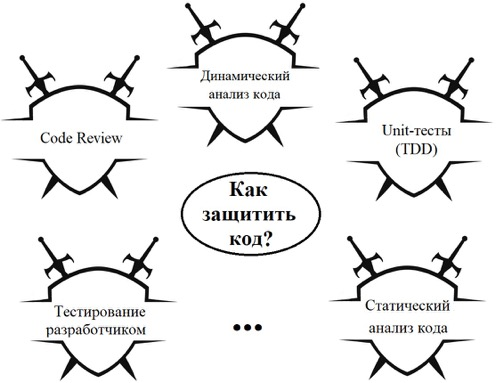 Динамический
анализ кода
Code Review
Unit-тесты
(TDD)
Как
защитить
код?
Тестирование
разработчиком
...
Статический
анализ кода